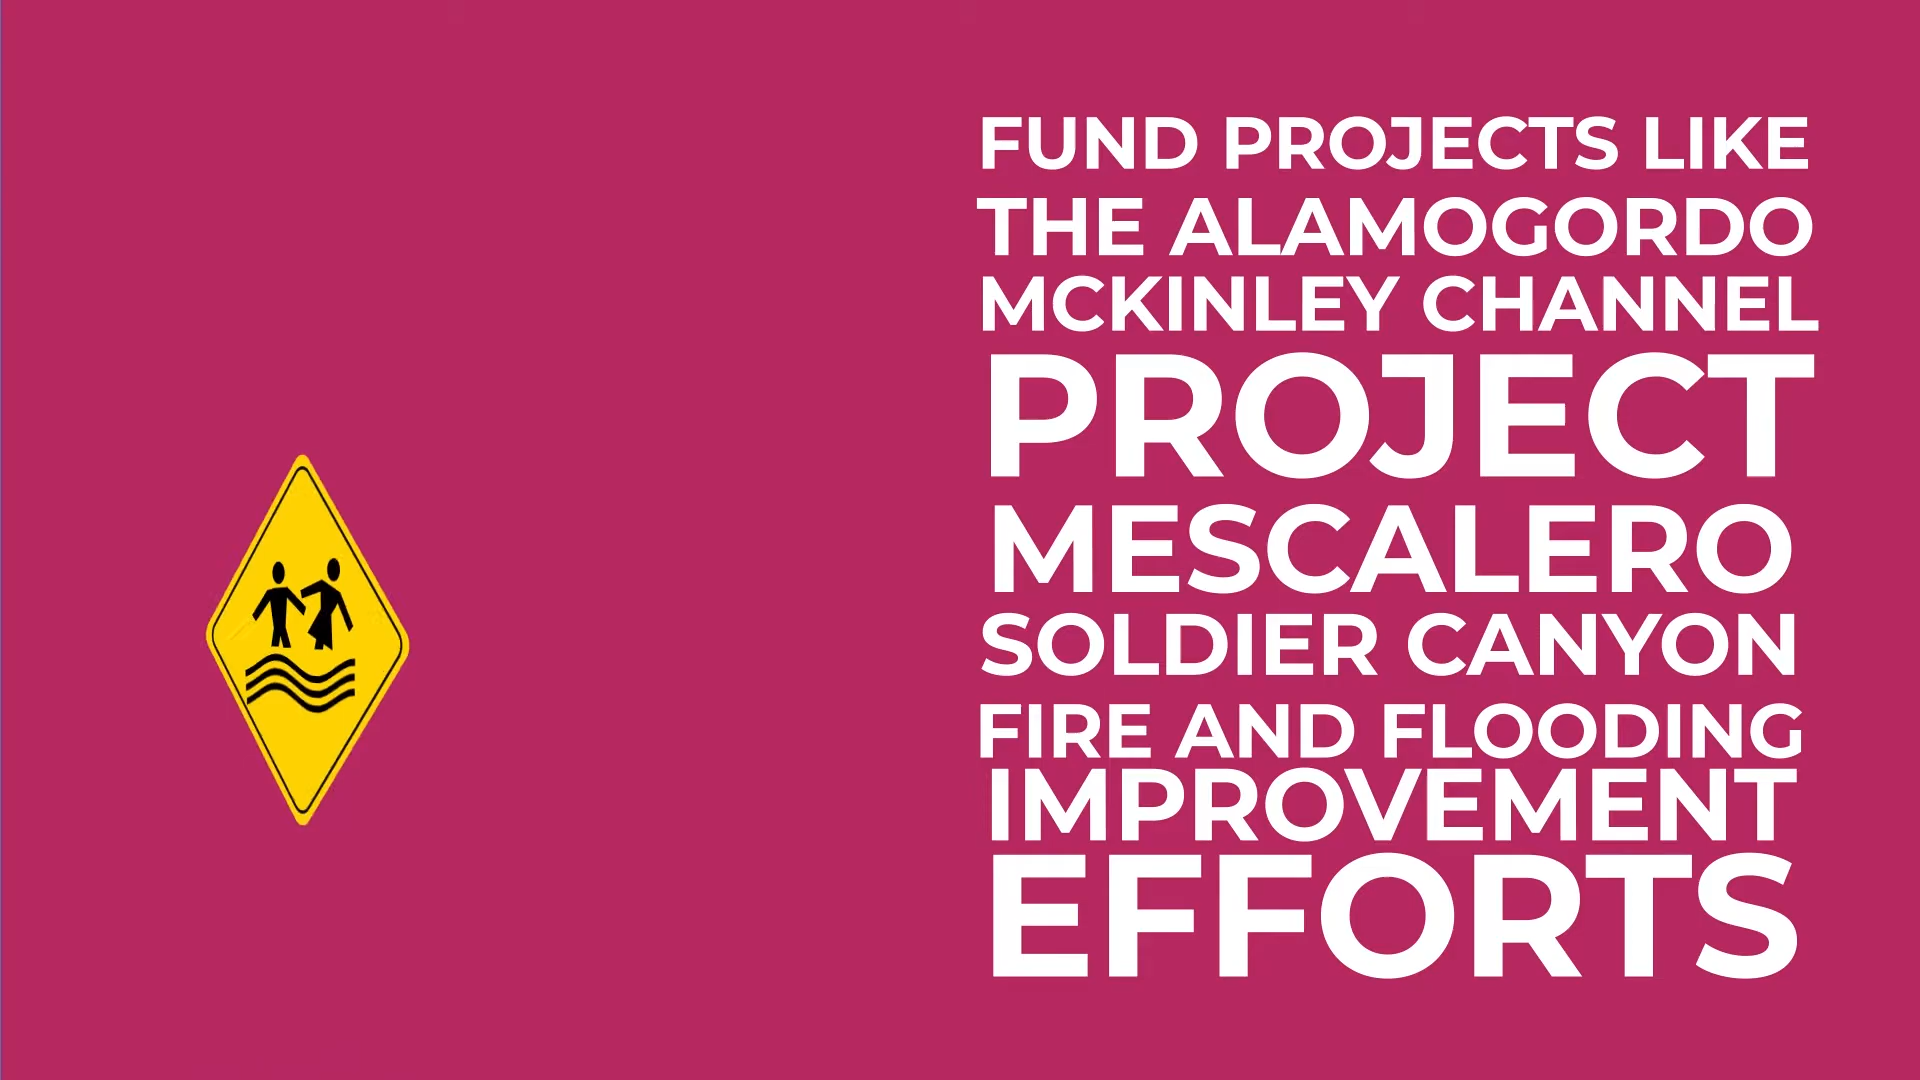 FUND PROJECTS LIKE
THE ALAMOGORDO
MCKINLEY CHANNEL
PROJECT
MESCALERO
SOLDIER CANYON
FIRE AND FLOODING
IMPROVEMENT
EFFORTS